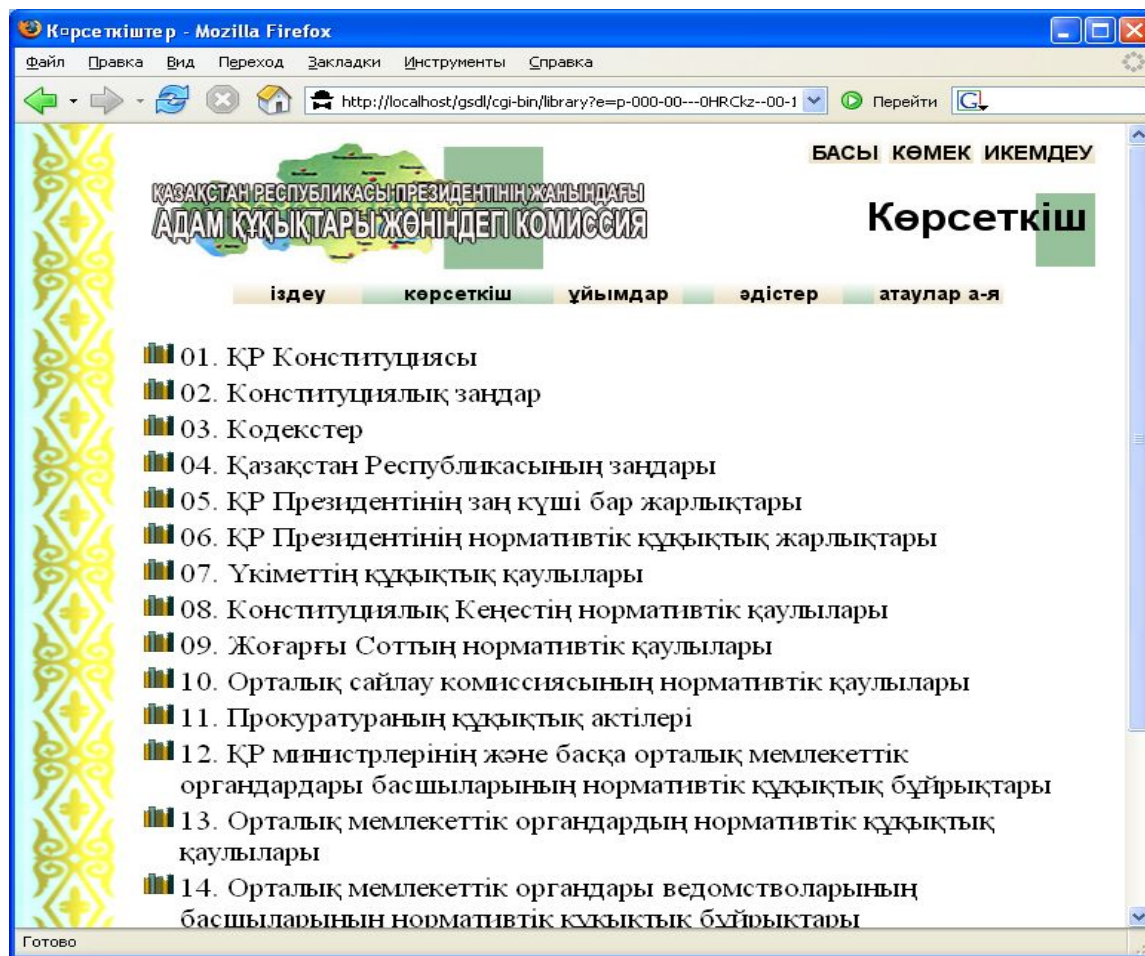 Көрсеткіштер - Mozilla Firefox
Файл Правка Вид Переход Закладки Инструменты Справка
http://localhost/gsdl/cgi-bin/library?e=p-000-00---0HRCkz--00-1 Перейти
БАСЫ КӨМЕК ИКЕМДЕУ
ҚАЗАҚСТАН РЕСПУБЛИКАСЫ ПРЕЗИДЕНТІНІҢ ЖАНЫНДАҒЫ
АДАМ ҚҰҚЫҚТАРЫ ЖӨНІНДЕГІ КОМИССИЯ
Көрсеткіш
іздеу көрсеткіш ұйымдар әдістер атаулар а-я
01. ҚР Конституциясы
02. Конституциялық заңдар
03. Кодекстер
04. Қазақстан Республикасының заңдары
05. ҚР Президентінің заң күші бар жарлықтары
06. ҚР Президентінің нормативтік құқықтық жарлықтары
07. Үкіметтің құқықтық қаулылары
08. Конституциялық Кеңестің нормативтік қаулылары
09. Жоғарғы Соттың нормативтік қаулылары
10. Орталық сайлау комиссиясының нормативтік қаулылары
11. Прокуратураның құқықтық актілері
12. ҚР министрлерінің және басқа орталық мемлекеттік
органдардары басшыларының нормативтік құқықтық бұйрықтары
13. Орталық мемлекеттік органдардың нормативтік құқықтық
қаулылары
14. Орталық мемлекеттік органдары ведомстволарының
басшыларының нормативтік құқықтық бұйрықтары
Готово